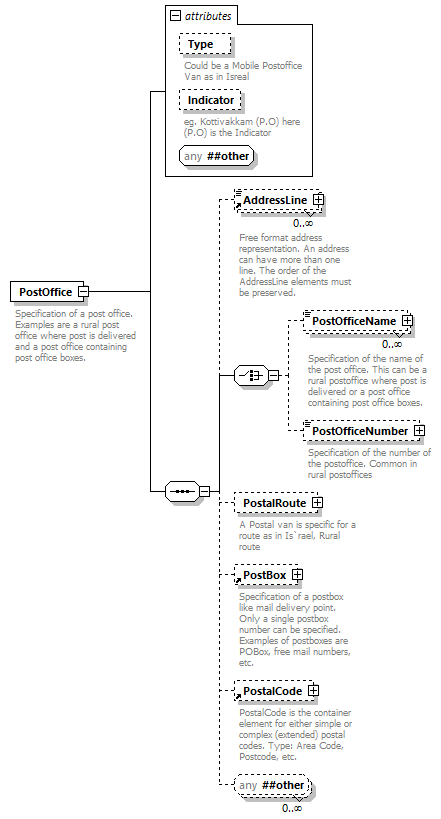 attributes
Type
Could be a Mobile Postoffice
Van as in Isreal
Indicator
eg. Kottivakkam (P.O) here
(P.O) is the Indicator
any ##other
AddressLine
0..∞
Free format address
representation. An address
can have more than one
line. The order of the
AddressLine elements must
be preserved.
PostOffice
Specification of a post office.
Examples are a rural post
office where post is delivered
and a post office containing
post office boxes.
PostOfficeName
0..∞
Specification of the name of
the post office. This can be a
rural postoffice where post is
delivered or a post office
containing post office boxes.
PostOfficeNumber
Specification of the number of
the postoffice. Common in
rural postoffices
PostalRoute
A Postal van is specific for a
route as in Is`rael, Rural
route
PostBox
Specification of a postbox
like mail delivery point.
Only a single postbox
number can be specified.
Examples of postboxes are
POBox, free mail numbers,
etc.
PostalCode
PostalCode is the container
element for either simple or
complex (extended) postal
codes. Type: Area Code,
Postcode, etc.
any ##other
0..∞